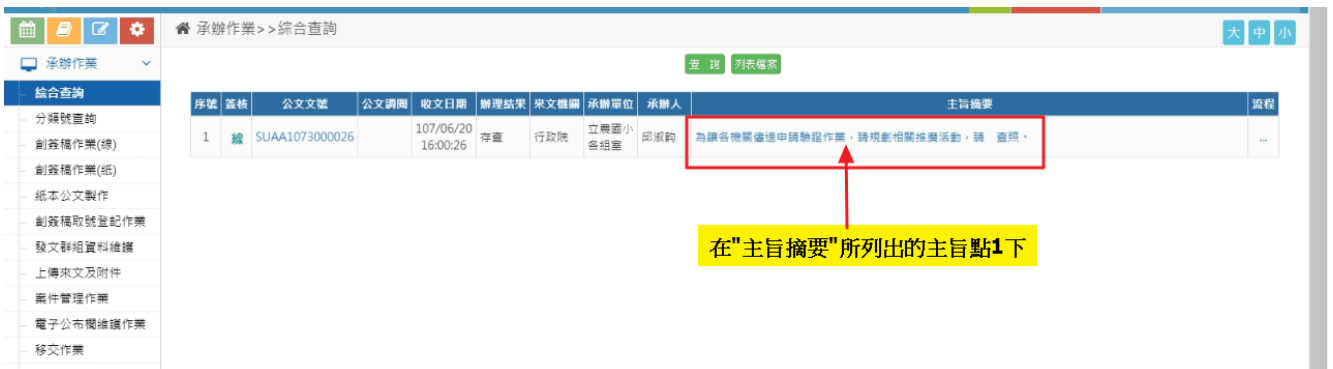 承辦作業>>綜合查詢
大 中 小
承辦作業
查 詢 列表檔案
綜合查詢
分類號查詢
創簽稿作業(線)
創簽稿作業(紙)
紙本公文製作
創簽稿取號登記作業
發文群組資料維護
上傳來文及附件
案件管理作業
電子公布欄維護作業
移交作業
序號 簽核 公文文號 公文調閱 收文日期 辦理結果 來文機關 承辦單位 承辦人 主旨摘要 流程
1 線 SUAA1073000026 107/06/20 16:00:26 存查 行政院 立農國小各組室 邱淑韵 為讓各機關儘速申請驗證作業，請規劃相關推廣活動，請 查照。 ...
在"主旨摘要"所列出的主旨點1下